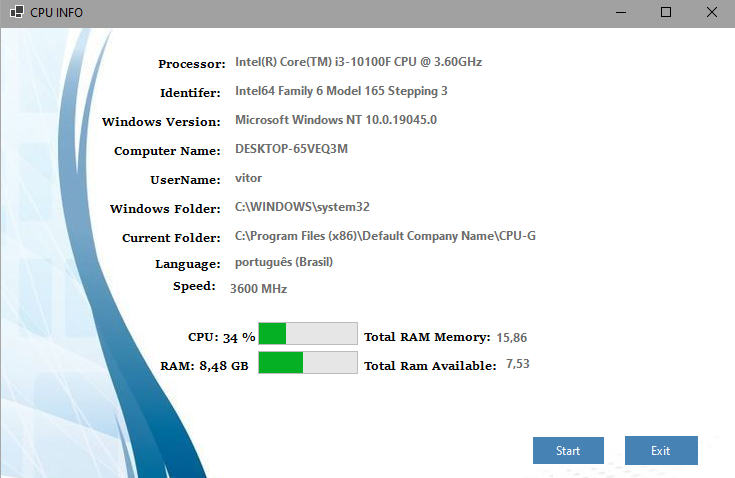 CPU INFO
Processor: Intel(R) Core(TM) i3-10100F CPU @ 3.60GHz
Identifer: Intel64 Family 6 Model 165 Stepping 3
Windows Version: Microsoft Windows NT 10.0.19045.0
Computer Name: DESKTOP-65VEQ3M
UserName: vitor
Windows Folder: C:\WINDOWS\system32
Current Folder: C:\Program Files (x86)\Default Company Name\CPU-G
Language: português (Brasil)
Speed: 3600 MHz
CPU: 34 % Total RAM Memory: 15,86
RAM: 8,48 GB Total Ram Available: 7,53
Start Exit